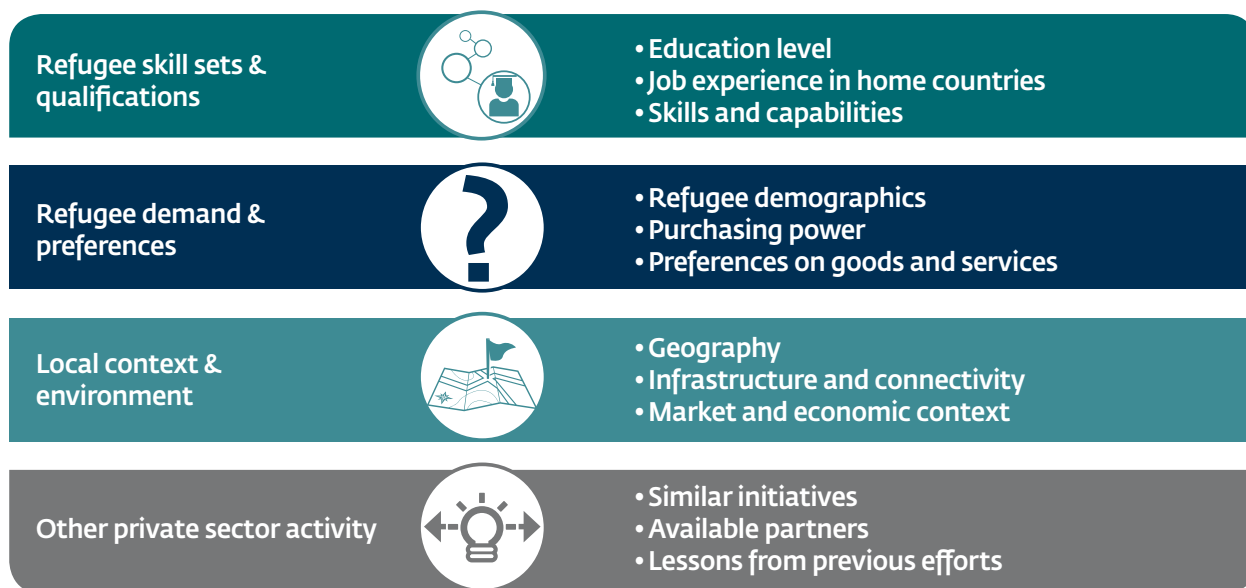 Refugee skill sets &
qualifications
• Education level
• Job experience in home countries
• Skills and capabilities
Refugee demand &
preferences
?
• Refugee demographics
• Purchasing power
• Preferences on goods and services
Local context &
environment
• Geography
• Infrastructure and connectivity
• Market and economic context
Other private sector activity
• Similar initiatives
• Available partners
• Lessons from previous efforts